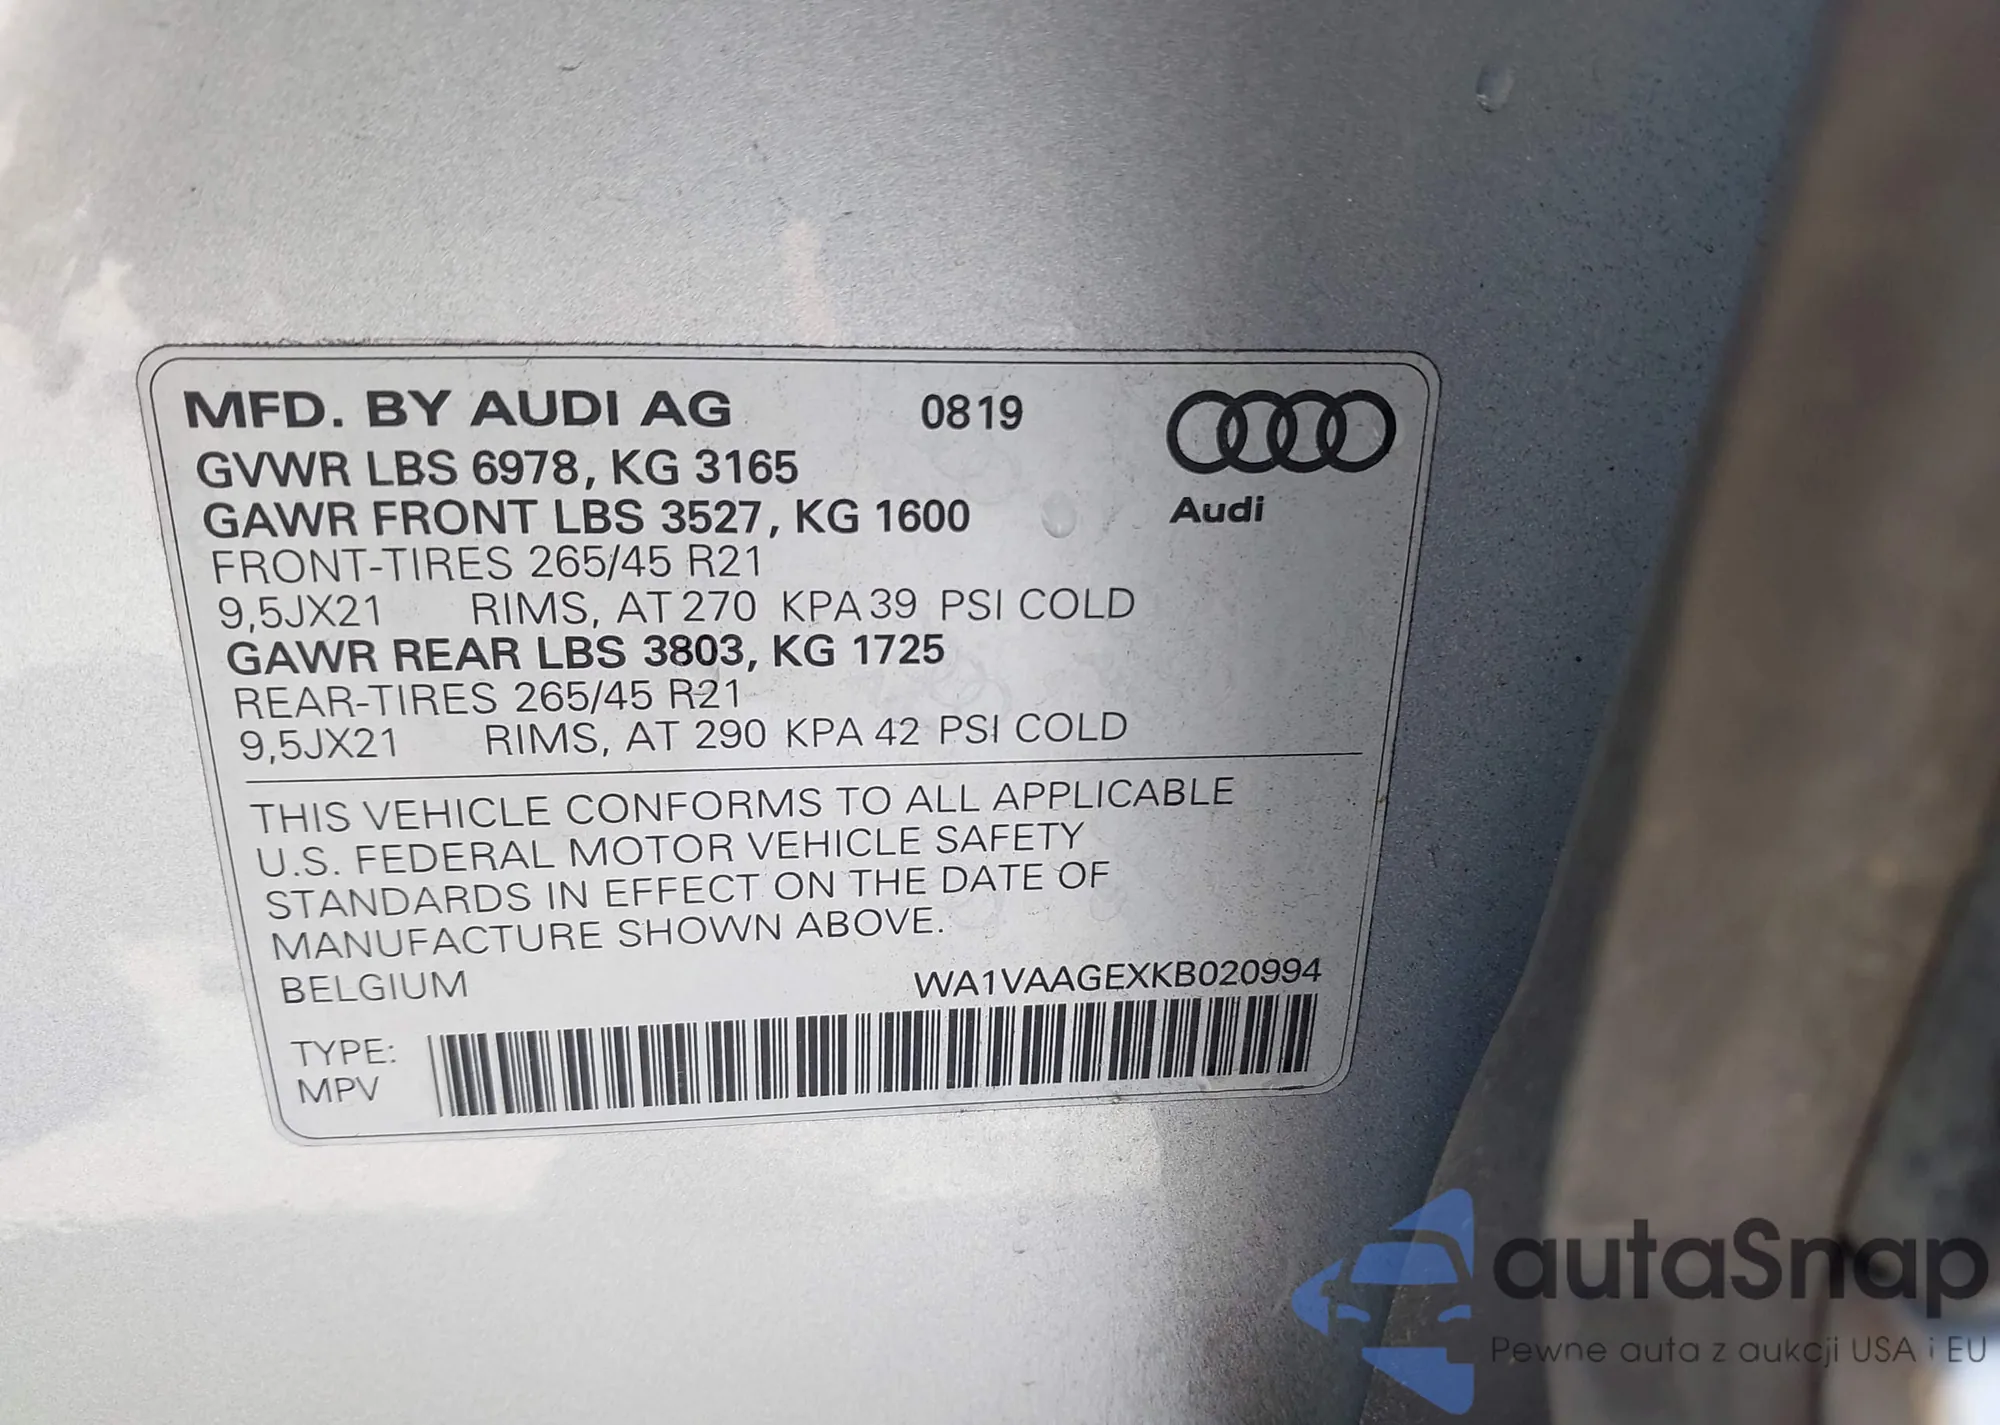 MFD. BY AUDI AG 0819
GVWR LBS 6978, KG 3165
GAWR FRONT LBS 3527, KG 1600
Audi
FRONT-TIRES 265/45 R21
9,5JX21 RIMS, AT 270 KPA 39 PSI COLD
GAWR REAR LBS 3803, KG 1725
REAR-TIRES 265/45 R21
9,5JX21 RIMS, AT 290 KPA 42 PSI COLD
THIS VEHICLE CONFORMS TO ALL APPLICABLE
U.S. FEDERAL MOTOR VEHICLE SAFETY
STANDARDS IN EFFECT ON THE DATE OF
MANUFACTURE SHOWN ABOVE.
BELGIUM WA1VAAGEXKB020994
TYPE:
MPV
autaSnap
Pewne auta z aukcji USA i EU